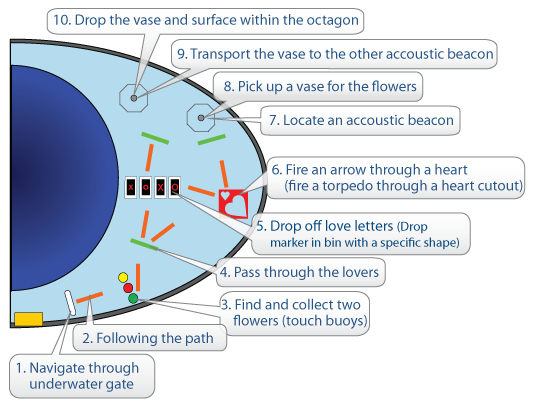 10. Drop the vase and surface within the octagon
9. Transport the vase to the other accoustic beacon
8. Pick up a vase for the flowers
7. Locate an accoustic beacon
6. Fire an arrow through a heart
(fire a torpedo through a heart cutout)
x o X O
5. Drop off love letters (Drop
marker in bin with a specific shape)
4. Pass through the lovers
3. Find and collect two
flowers (touch buoys)
2. Following the path
1. Navigate through
underwater gate